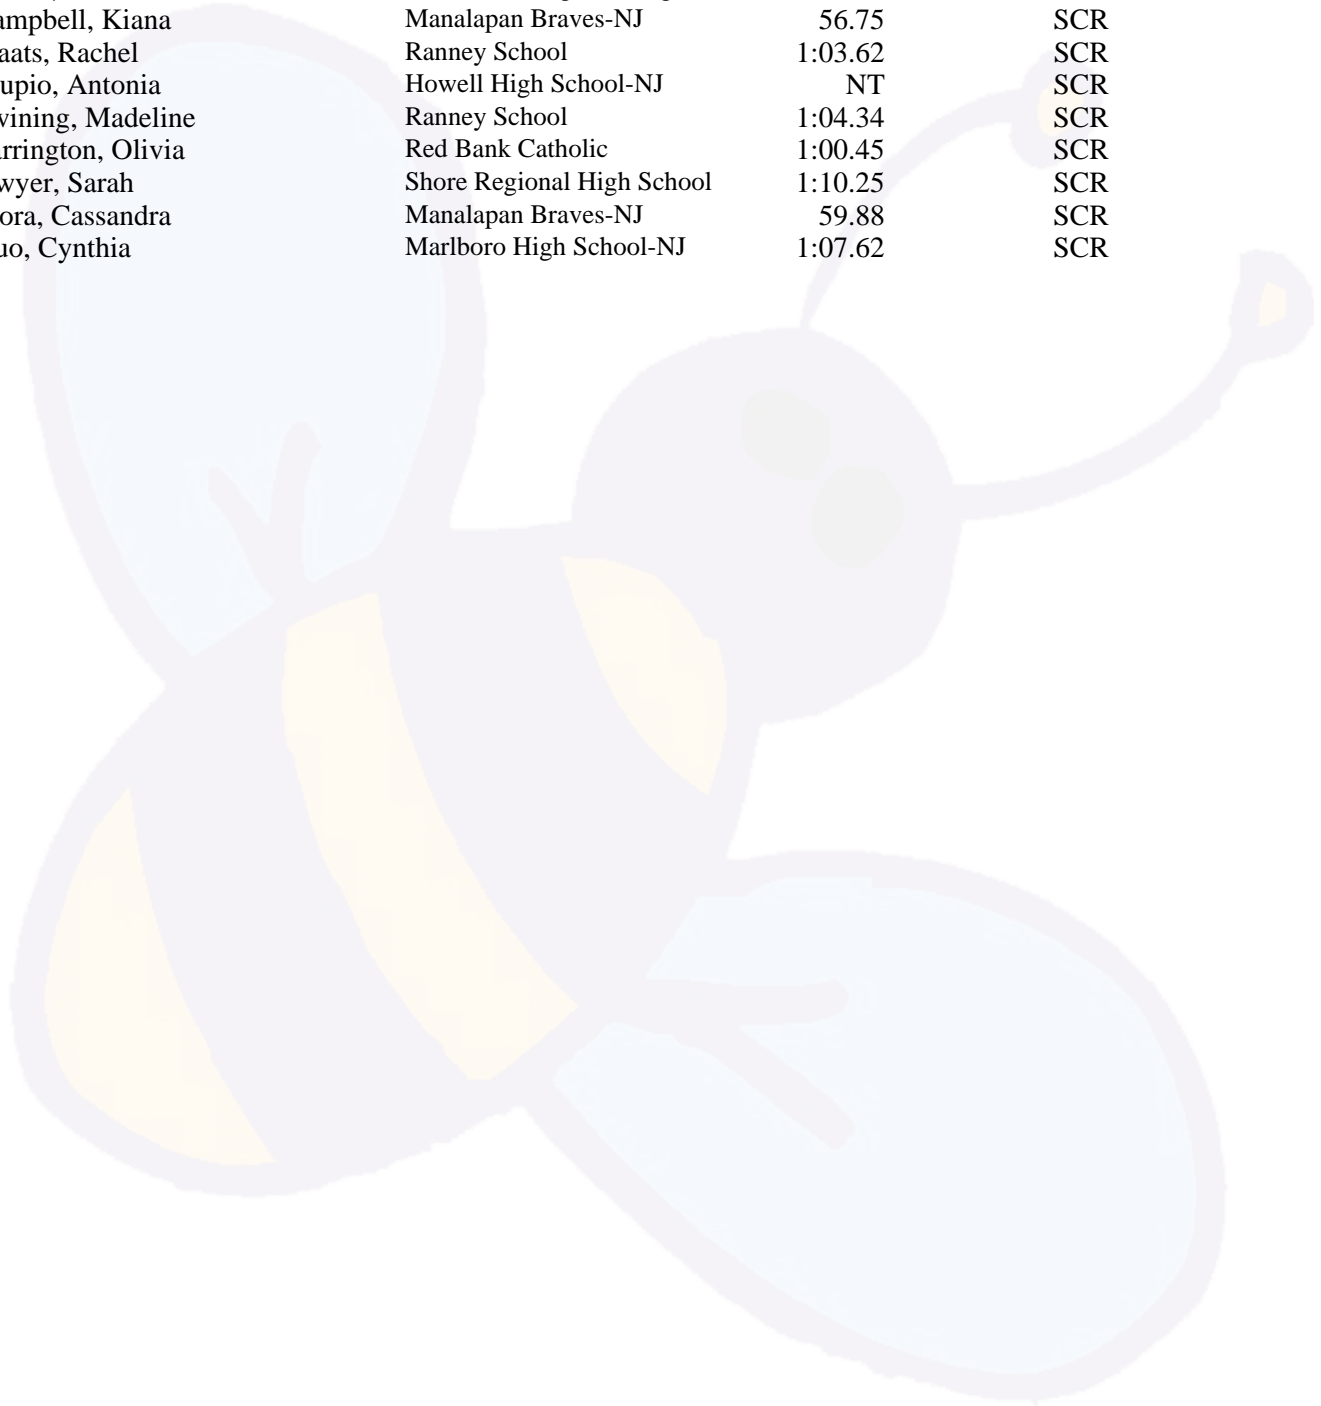 ampbell, Kiana Manalapan Braves-NJ 56.75 SCR
aats, Rachel Ranney School 1:03.62 SCR
upio, Antonia Howell High School-NJ NT SCR
wining, Madeline Ranney School 1:04.34 SCR
arrington, Olivia Red Bank Catholic 1:00.45 SCR
wyer, Sarah Shore Regional High School 1:10.25 SCR
ora, Cassandra Manalapan Braves-NJ 59.88 SCR
uo, Cynthia Marlboro High School-NJ 1:07.62 SCR